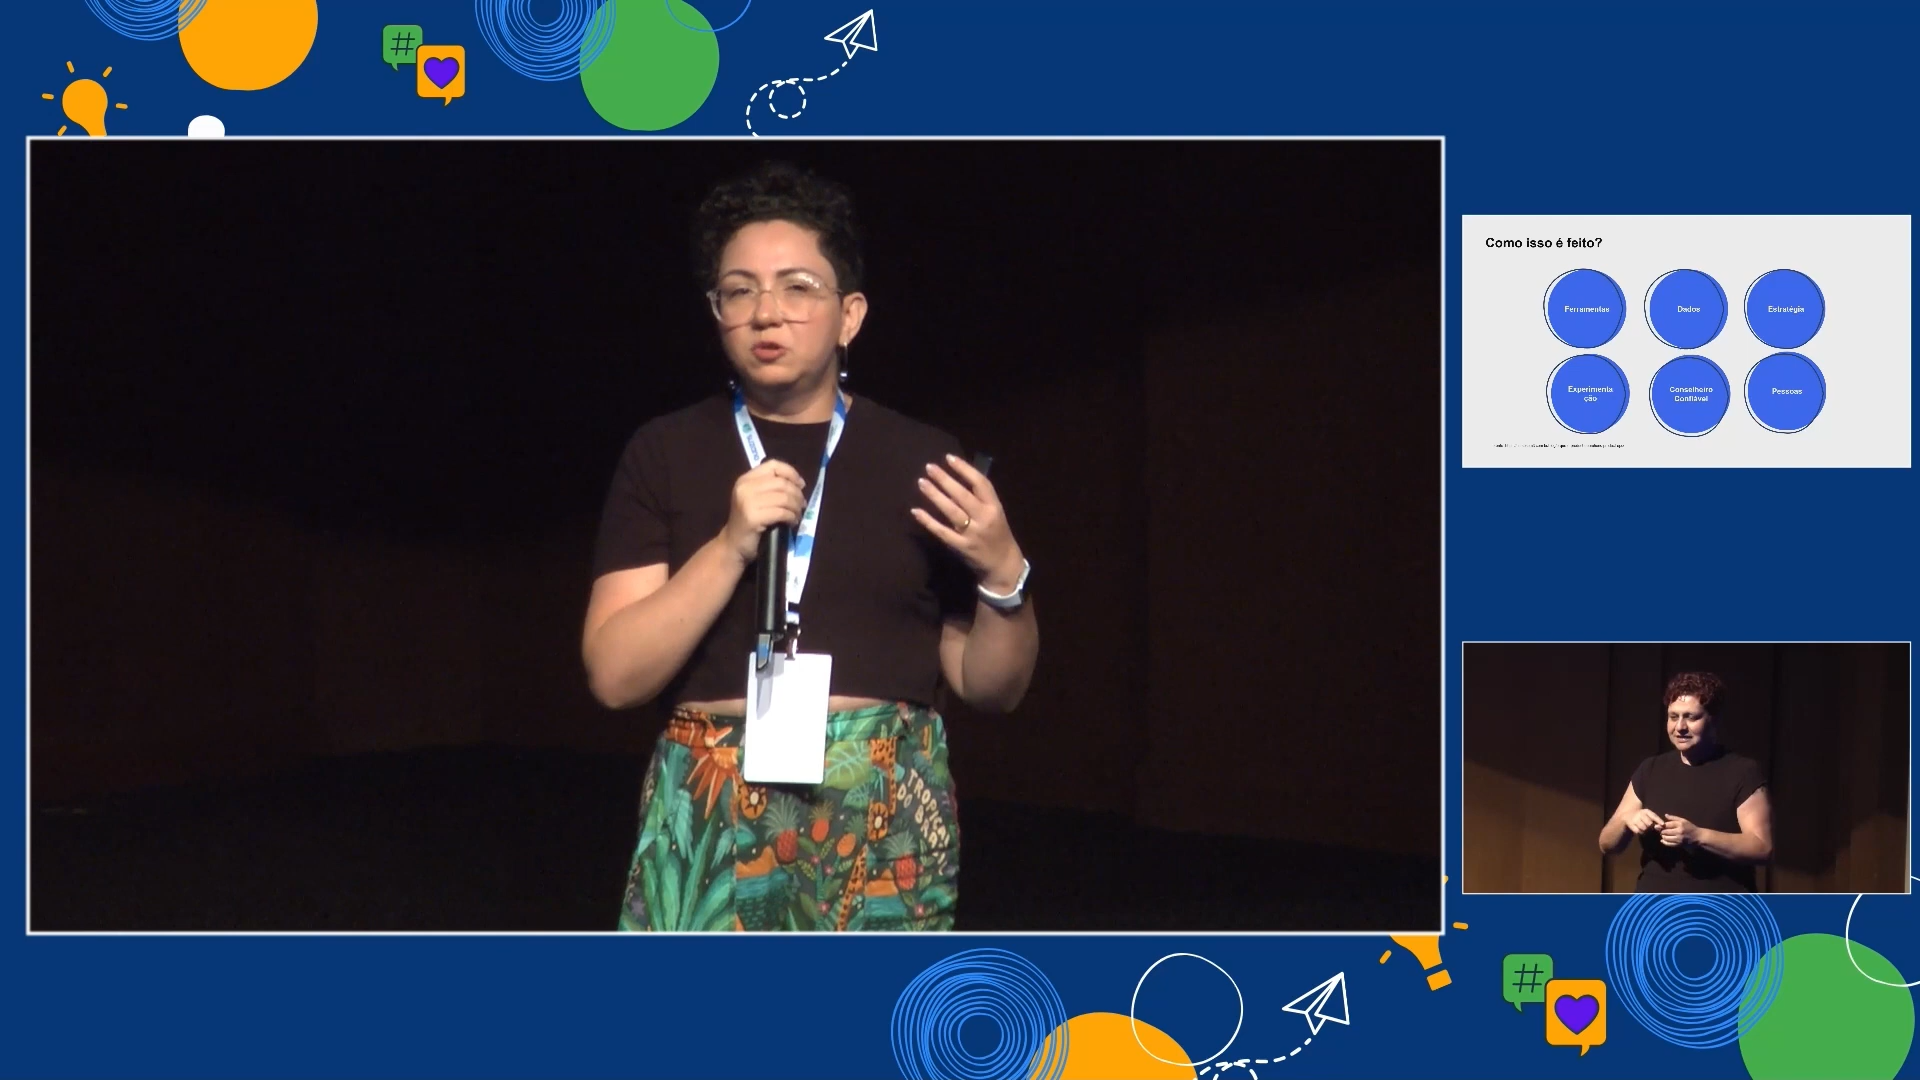 Como isso é feito?
Ferramentas
Dados
Estratégia
Experimenta
ção
Conselheiro
Confiável
Pessoas
TROPICAL
DO BRASIL
#
#